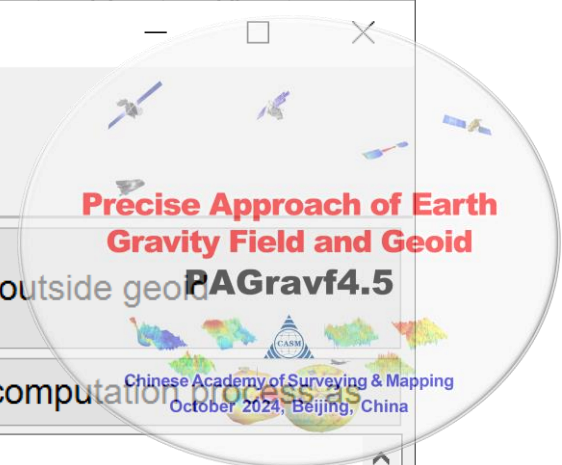 Precise Approach of Earth
Gravity Field and Geoid
outside geoid
PAGravf4.5
CASM
computation process as
Chinese Academy of Surveying & Mapping
October 2024, Beijing, China